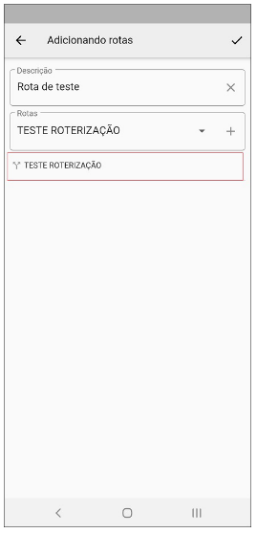 Adicionando rotas
Descrição
Rota de teste
Rotas
TESTE ROTERIZAÇÃO
TESTE ROTERIZAÇÃO